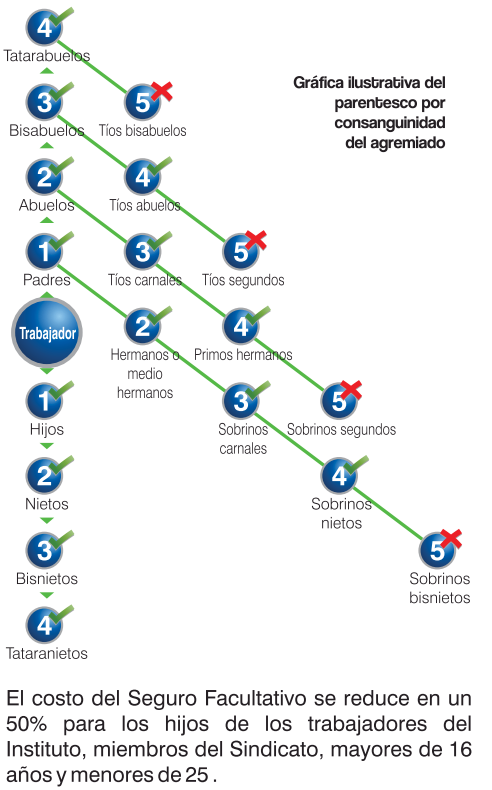 4
Tatarabuelos
Gráfica ilustrativa del
parentesco por
consanguinidad
del agremiado
3
Bisabuelos
5
Tíos bisabuelos
2
Abuelos
4
Tíos abuelos
1
Padres
3
Tíos carnales
5
Tíos segundos
Trabajador
2
Hermanos o
medio
hermanos
4
Primos hermanos
1
Hijos
3
Sobrinos
carnales
5
Sobrinos segundos
2
Nietos
4
Sobrinos
nietos
3
Bisnietos
5
Sobrinos
bisnietos
4
Tataranietos
El costo del Seguro Facultativo se reduce en un
50% para los hijos de los trabajadores del
Instituto, miembros del Sindicato, mayores de 16
años y menores de 25 .